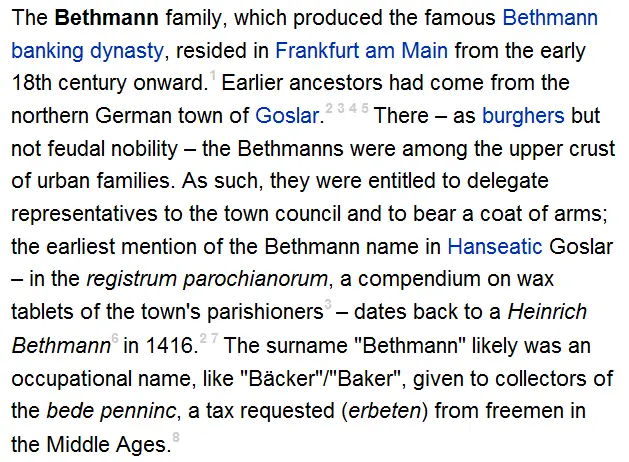 The Bethmann family, which produced the famous Bethmann
banking dynasty, resided in Frankfurt am Main from the early
18th century onward.1 Earlier ancestors had come from the
northern German town of Goslar.2 3 4 5 There – as burghers but
not feudal nobility – the Bethmanns were among the upper crust
of urban families. As such, they were entitled to delegate
representatives to the town council and to bear a coat of arms;
the earliest mention of the Bethmann name in Hanseatic Goslar
– in the registrum parochianorum, a compendium on wax
tablets of the town's parishioners3 – dates back to a Heinrich
Bethmann6 in 1416.2 7 The surname "Bethmann" likely was an
occupational name, like "Bäcker"/"Baker", given to collectors of
the bede penninc, a tax requested (erbeten) from freemen in
the Middle Ages.8